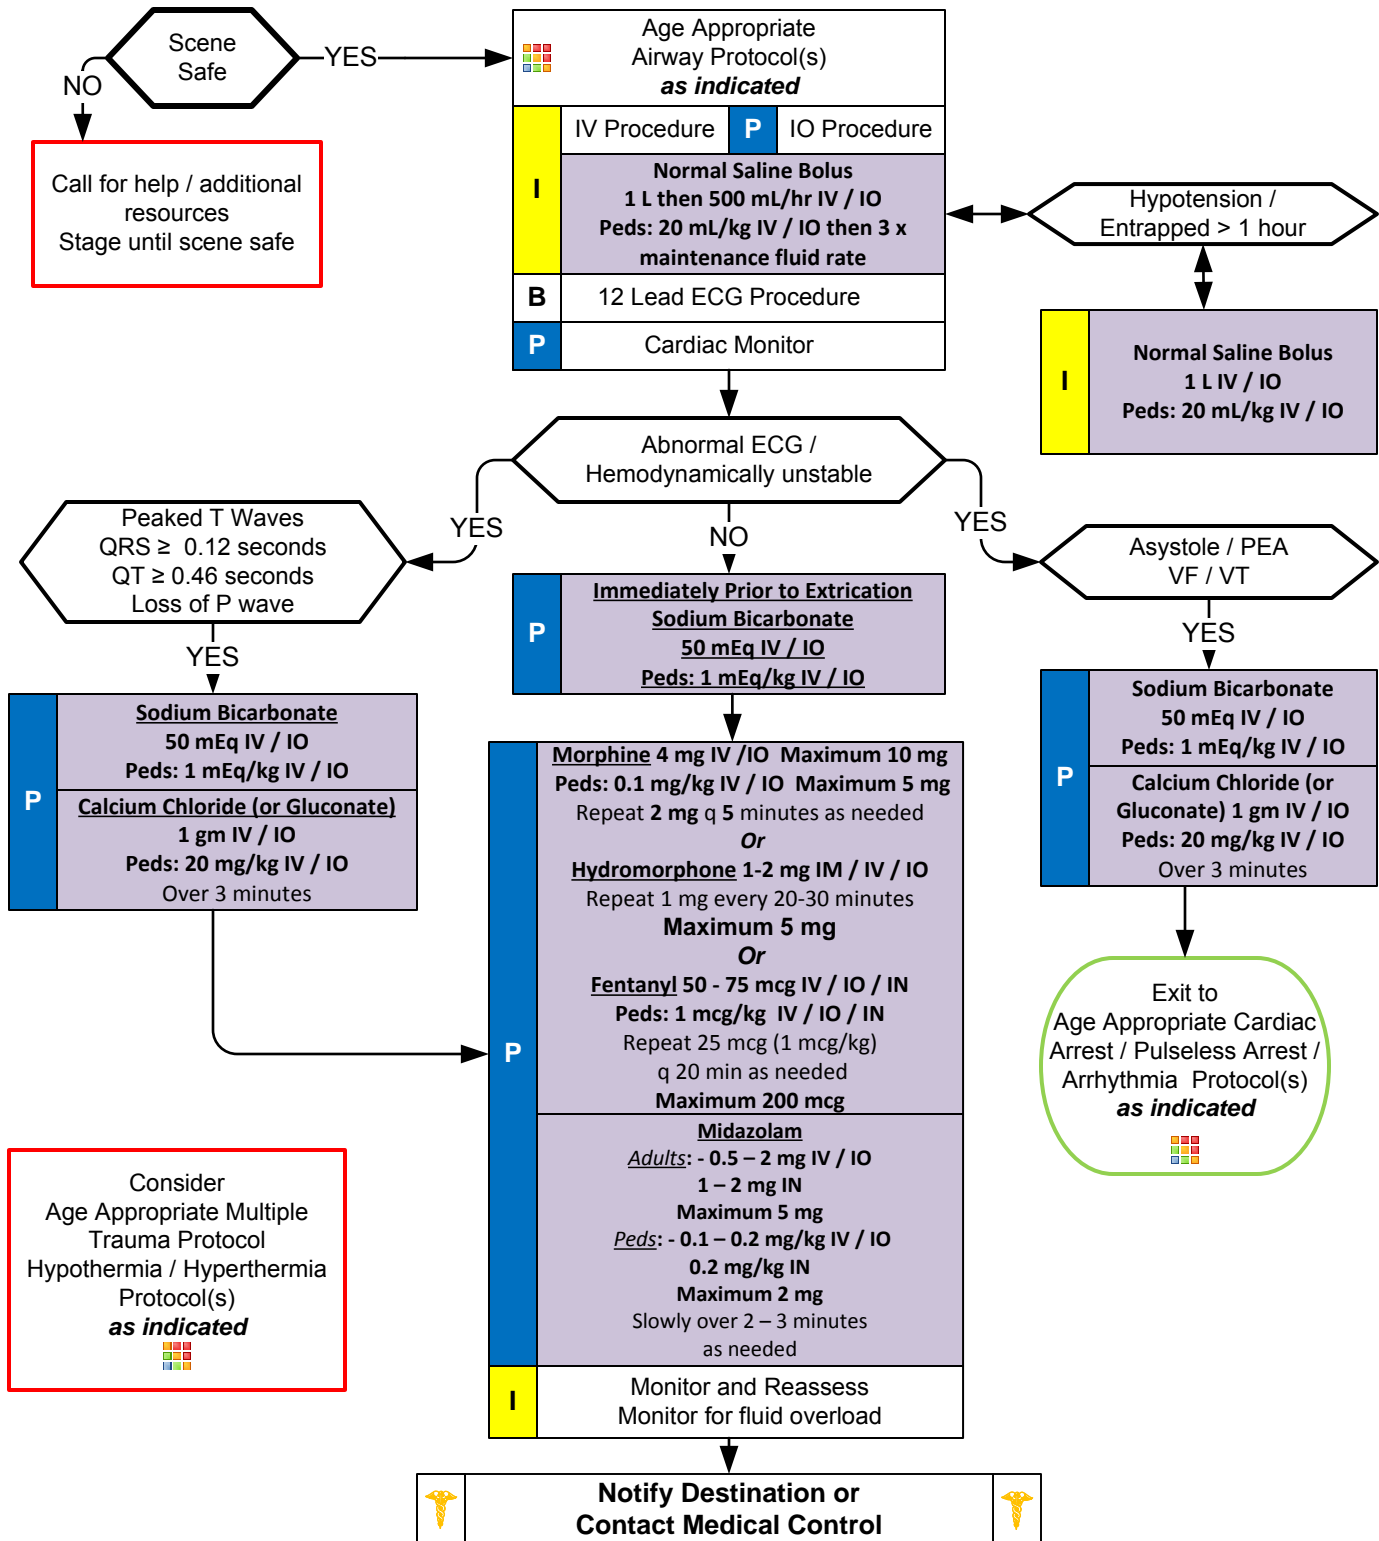 Scene
Safe
YES
NO
Call for help / additional
resources
Stage until scene safe
Age Appropriate
Airway Protocol(s)
as indicated
I
IV Procedure
P
IO Procedure
Normal Saline Bolus
1 L then 500 mL/hr IV / IO
Peds: 20 mL/kg IV / IO then 3 x
maintenance fluid rate
B
12 Lead ECG Procedure
P
Cardiac Monitor
Hypotension /
Entrapped > 1 hour
I
Normal Saline Bolus
1 L IV / IO
Peds: 20 mL/kg IV / IO
Abnormal ECG /
Hemodynamically unstable
YES
NO
YES
Peaked T Waves
QRS ≥ 0.12 seconds
QT ≥ 0.46 seconds
Loss of P wave
YES
P
Sodium Bicarbonate
50 mEq IV / IO
Peds: 1 mEq/kg IV / IO
Calcium Chloride (or Gluconate)
1 gm IV / IO
Peds: 20 mg/kg IV / IO
Over 3 minutes
P
Immediately Prior to Extrication
Sodium Bicarbonate
50 mEq IV / IO
Peds: 1 mEq/kg IV / IO
Asystole / PEA
VF / VT
YES
P
Sodium Bicarbonate
50 mEq IV / IO
Peds: 1 mEq/kg IV / IO
Calcium Chloride (or
Gluconate) 1 gm IV / IO
Peds: 20 mg/kg IV / IO
Over 3 minutes
Exit to
Age Appropriate Cardiac
Arrest / Pulseless Arrest /
Arrhythmia Protocol(s)
as indicated
P
Morphine 4 mg IV /IO Maximum 10 mg
Peds: 0.1 mg/kg IV / IO Maximum 5 mg
Repeat 2 mg q 5 minutes as needed
Or
Hydromorphone 1-2 mg IM / IV / IO
Repeat 1 mg every 20-30 minutes
Maximum 5 mg
Or
Fentanyl 50 - 75 mcg IV / IO / IN
Peds: 1 mcg/kg IV / IO / IN
Repeat 25 mcg (1 mcg/kg)
q 20 min as needed
Maximum 200 mcg
Midazolam
Adults: - 0.5 – 2 mg IV / IO
1 – 2 mg IN
Maximum 5 mg
Peds: - 0.1 – 0.2 mg/kg IV / IO
0.2 mg/kg IN
Maximum 2 mg
Slowly over 2 – 3 minutes
as needed
I
Monitor and Reassess
Monitor for fluid overload
Consider
Age Appropriate Multiple
Trauma Protocol
Hypothermia / Hyperthermia
Protocol(s)
as indicated
Notify Destination or
Contact Medical Control